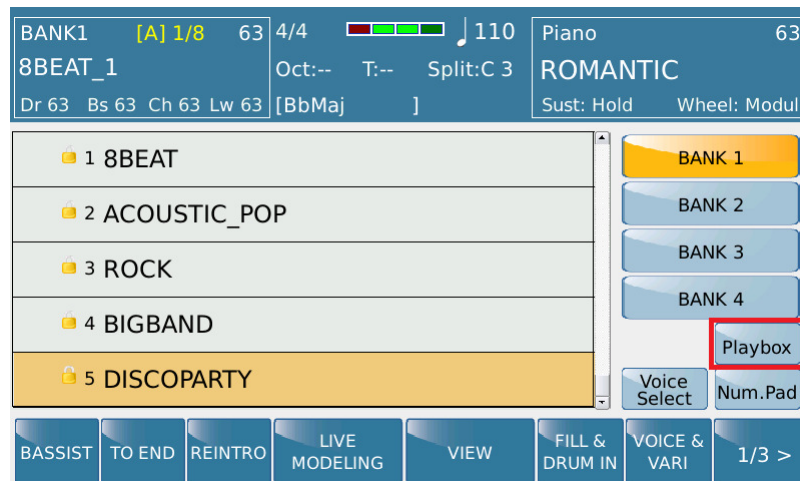 BANK1 [A] 1/8 63
8BEAT_1
Dr 63 Bs 63 Ch 63 Lw 63
4/4 110
Oct:-- T:-- Split:C 3
[BbMaj ]
Piano 63
ROMANTIC
Sust: Hold Wheel: Modul
1 8BEAT
2 ACOUSTIC_POP
3 ROCK
4 BIGBAND
5 DISCOPARTY
BANK 1
BANK 2
BANK 3
BANK 4
Playbox
Voice
Select
Num.Pad
BASSIST
TO END
REINTRO
LIVE
MODELING
VIEW
FILL &
DRUM IN
VOICE &
VARI
1/3 >